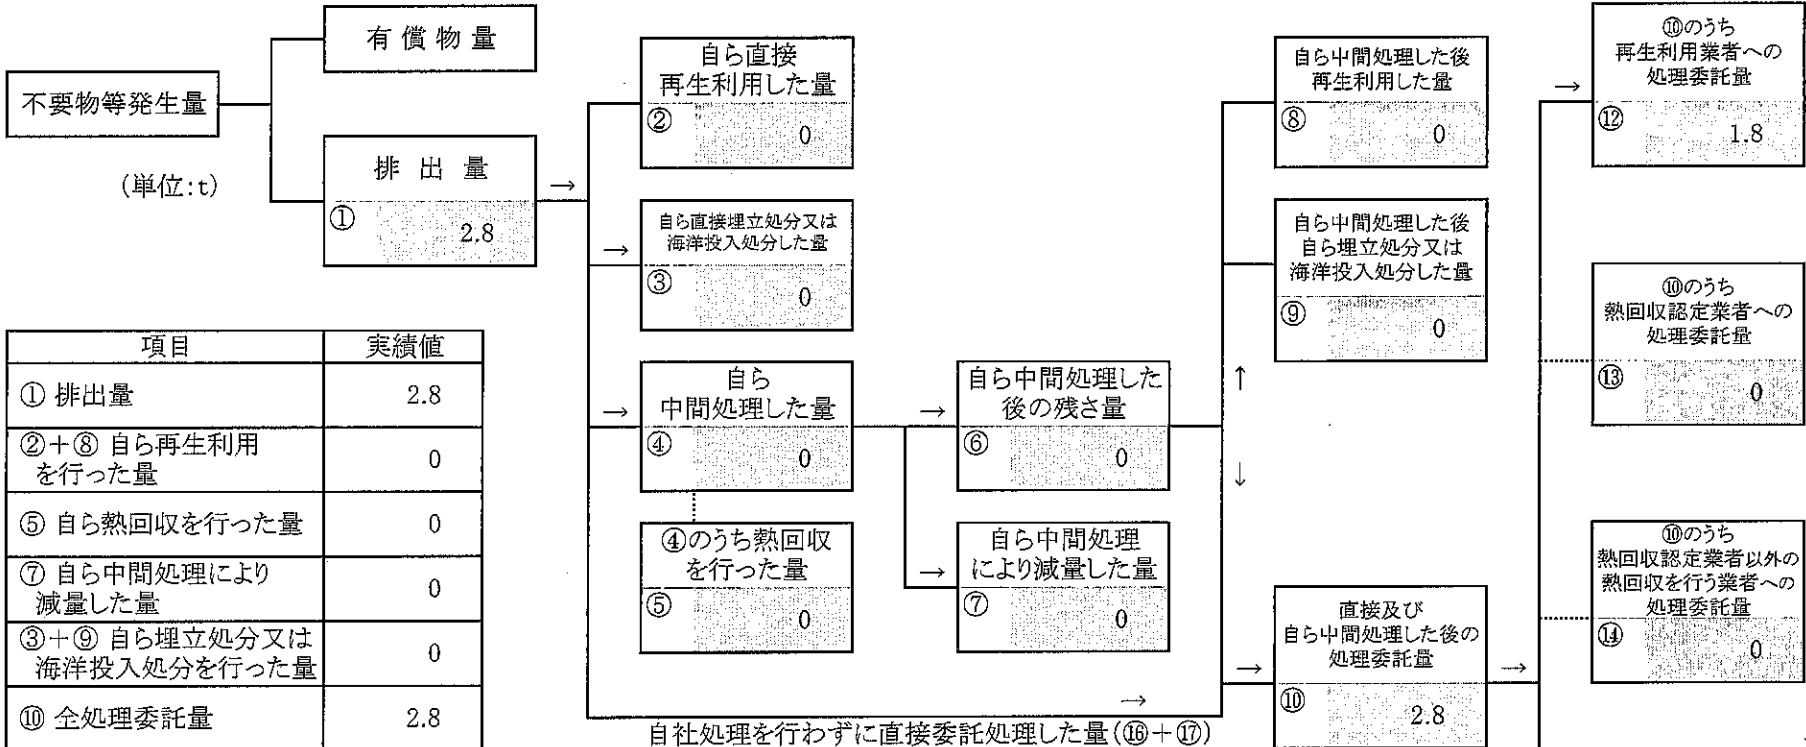 有 償 物 量
不要物等発生量
(単位:t)
排 出 量
①
2.8
→
自ら直接
再生利用した量
②
0
→
自ら直接埋立処分又は
海洋投入処分した量
③
0
→
自ら
中間処理した量
④
0
④のうち熱回収
を行った量
⑤
0
→
自ら中間処理した
後の残さ量
⑥
0
→
自ら中間処理
により減量した量
⑦
0
自ら中間処理した後
再生利用した量
⑧
0
自ら中間処理した後
自ら埋立処分又は
海洋投入処分した量
⑨
0
↑
↓
→
自社処理を行わずに直接委託処理した量(⑯+⑰)
→
直接及び
自ら中間処理した後の
処理委託量
⑩
2.8
→
→
⑩のうち
再生利用業者への
処理委託量
⑫
1.8
⑩のうち
熱回収認定業者への
処理委託量
⑬
0
⑩のうち
熱回収認定業者以外の
熱回収を行う業者への
処理委託量
⑭
0
項目 実績値
① 排出量 2.8
②+⑧ 自ら再生利用
を行った量 0
⑤ 自ら熱回収を行った量 0
⑦ 自ら中間処理により
減量した量 0
③+⑨ 自ら埋立処分又は
海洋投入処分を行った量 0
⑩ 全処理委託量 2.8